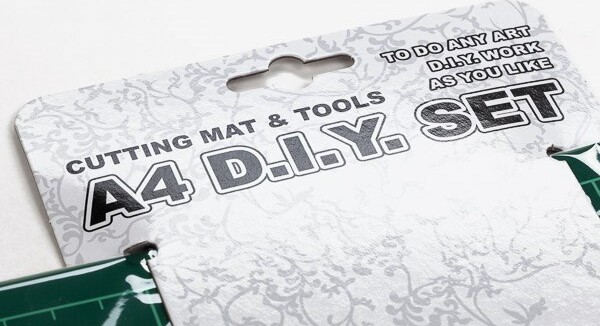 TO DO ANY ART
D.I.Y. WORK
AS YOU LIKE
CUTTING MAT & TOOLS
A4 D.I.Y. SET